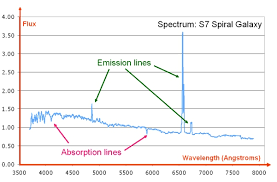 Flux
Spectrum: S7 Spiral Galaxy
4.00
3.50
3.00
2.50
2.00
1.50
1.00
0.50
0.00
Emission lines
Absorption lines
Wavelength (Angstroms)
3500 4000 4500 5000 5500 6000 6500 7000 7500 8000